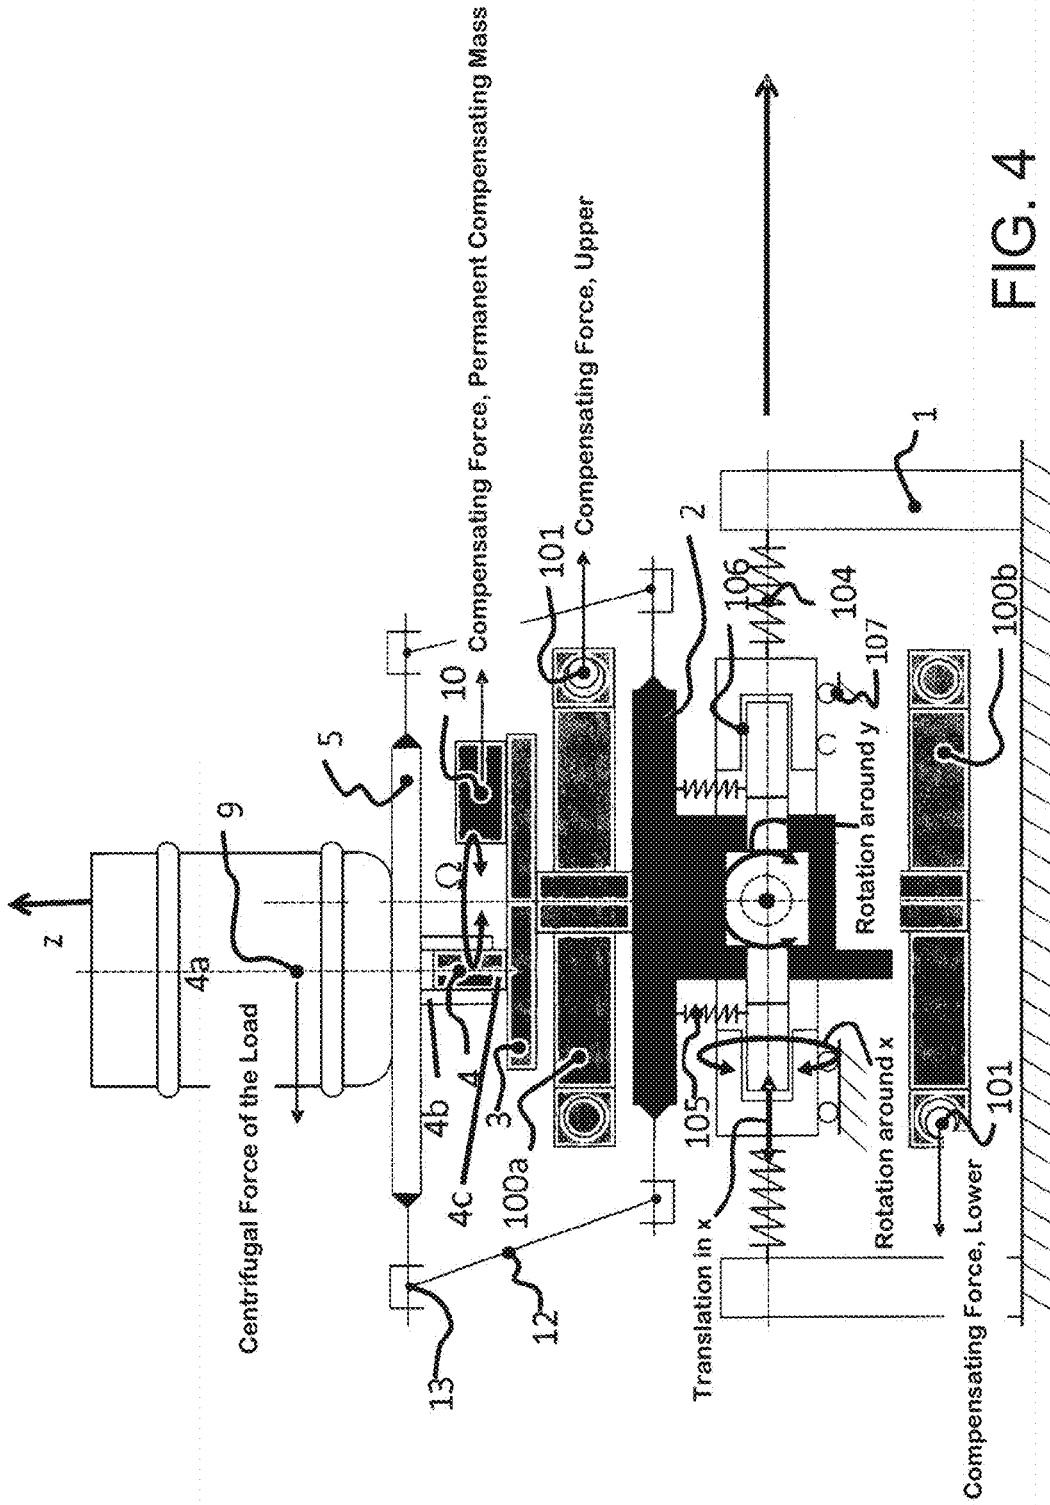 z
9
4a
Centrifugal Force of the Load
5
Ω
10
Compensating Force, Permanent Compensating Mass
4
4b
4c
3
100a
101
Compensating Force, Upper
13
12
2
106
104
107
105
Translation in x
Rotation around y
Rotation around x
1
100b
101
Compensating Force, Lower
FIG. 4